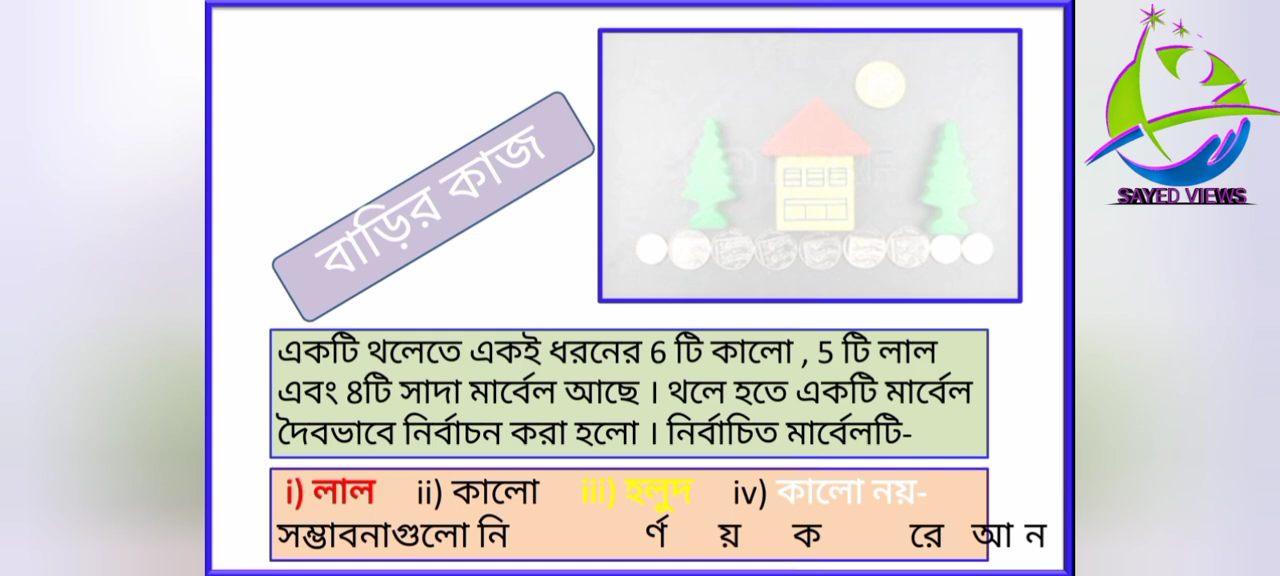 বাড়ির কাজ
SAYED VIEWS
একটি থলেতে একই ধরনের 6 টি কালো , 5 টি লাল
এবং ৪টি সাদা মার্বেল আছে । থলে হতে একটি মার্বেল
দৈবভাবে নির্বাচন করা হলো । নির্বাচিত মার্বেলটি-
i) লাল ii) কালো iii) হলুদ iv) কালো নয়-
সম্ভাবনাগুলো নি র্ণ য় ক রে আ ন